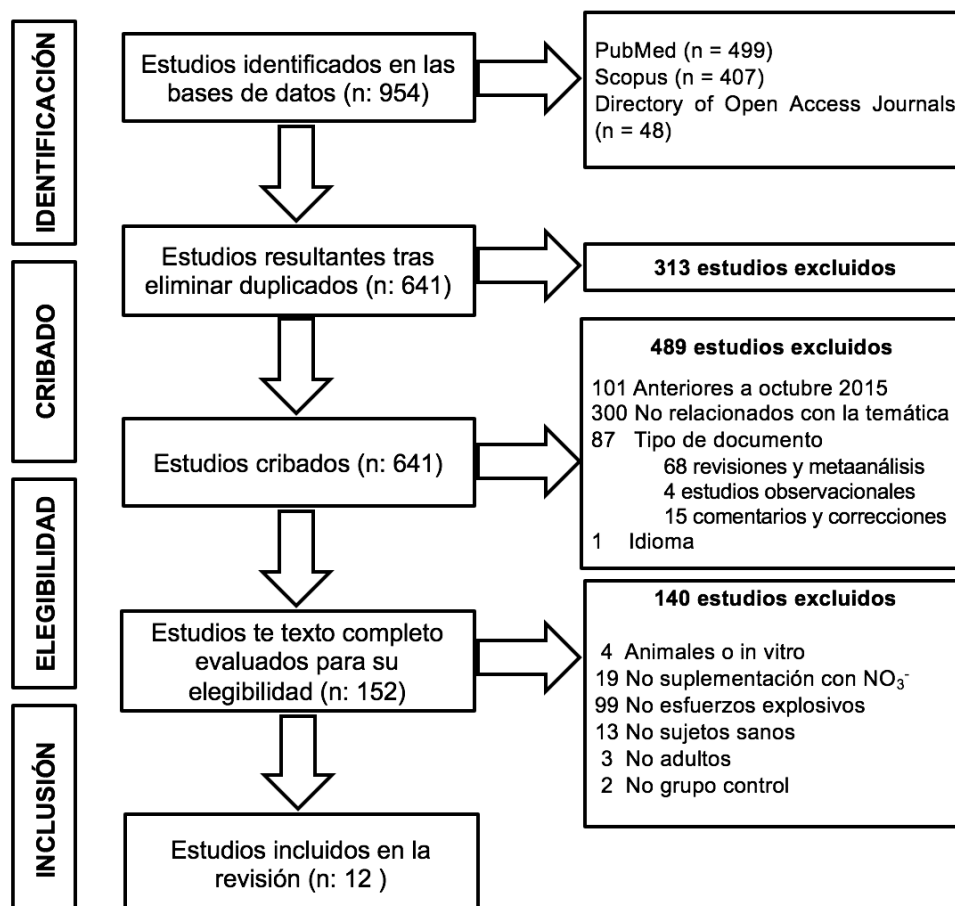 IDENTIFICACIÓN
Estudios identificados en las
bases de datos (n: 954)
PubMed (n = 499)
Scopus (n = 407)
Directory of Open Access Journals
(n = 48)
CRIBADO
Estudios resultantes tras
eliminar duplicados (n: 641)
313 estudios excluidos
Estudios cribados (n: 641)
489 estudios excluidos
101 Anteriores a octubre 2015
300 No relacionados con la temática
87 Tipo de documento
68 revisiones y metaanálisis
4 estudios observacionales
15 comentarios y correcciones
1 Idioma
ELEGIBILIDAD
Estudios te texto completo
evaluados para su
elegibilidad (n: 152)
140 estudios excluidos
4 Animales o in vitro
19 No suplementación con NO₃⁻
99 No esfuerzos explosivos
13 No sujetos sanos
3 No adultos
2 No grupo control
INCLUSIÓN
Estudios incluidos en la
revisión (n: 12 )